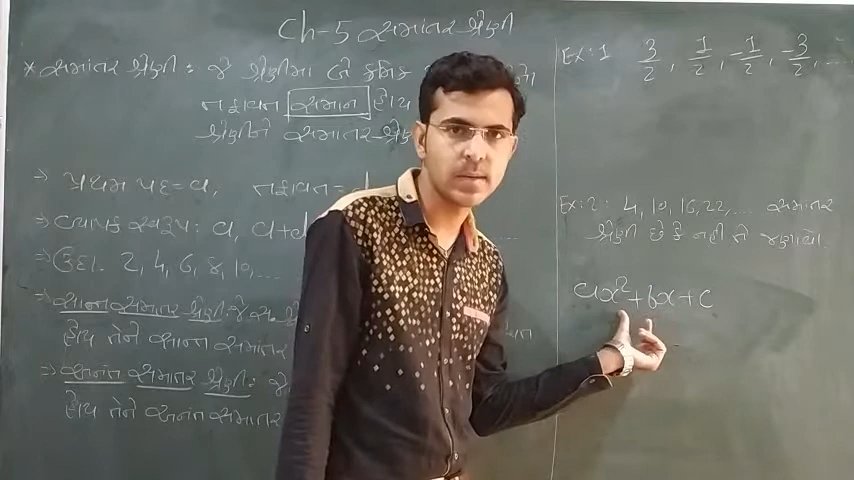 Ch-5 સમાંતર શ્રેણી
* સમાંતર શ્રેણી : જે શ્રેણીમા બે ક્રમિક
તફાવત સમાન હોય
શ્રેણીને સમાંતર શ્રે
→ પ્રથમ પદ = a, તફાવત = d
→ વ્યાપક સ્વરૂપ : a, a+d
→ ઉદા. 2, 4, 6, 8, 10, ...
→ સાન્ત સમાંતર શ્રેણી : જે સ.શ્રે
હોય તેને સાન્ત સમાંતર
→ અનંત સમાંતર શ્રેણી : જે
હોય તેને અનંત સમાંતર
Ex: 1 3/2, 1/2, -1/2, -3/2, ...
Ex: 2 : 4, 10, 16, 22, ... સમાંતર
શ્રેણી છે કે નહી તે જણાવો.
ax²+bx+c